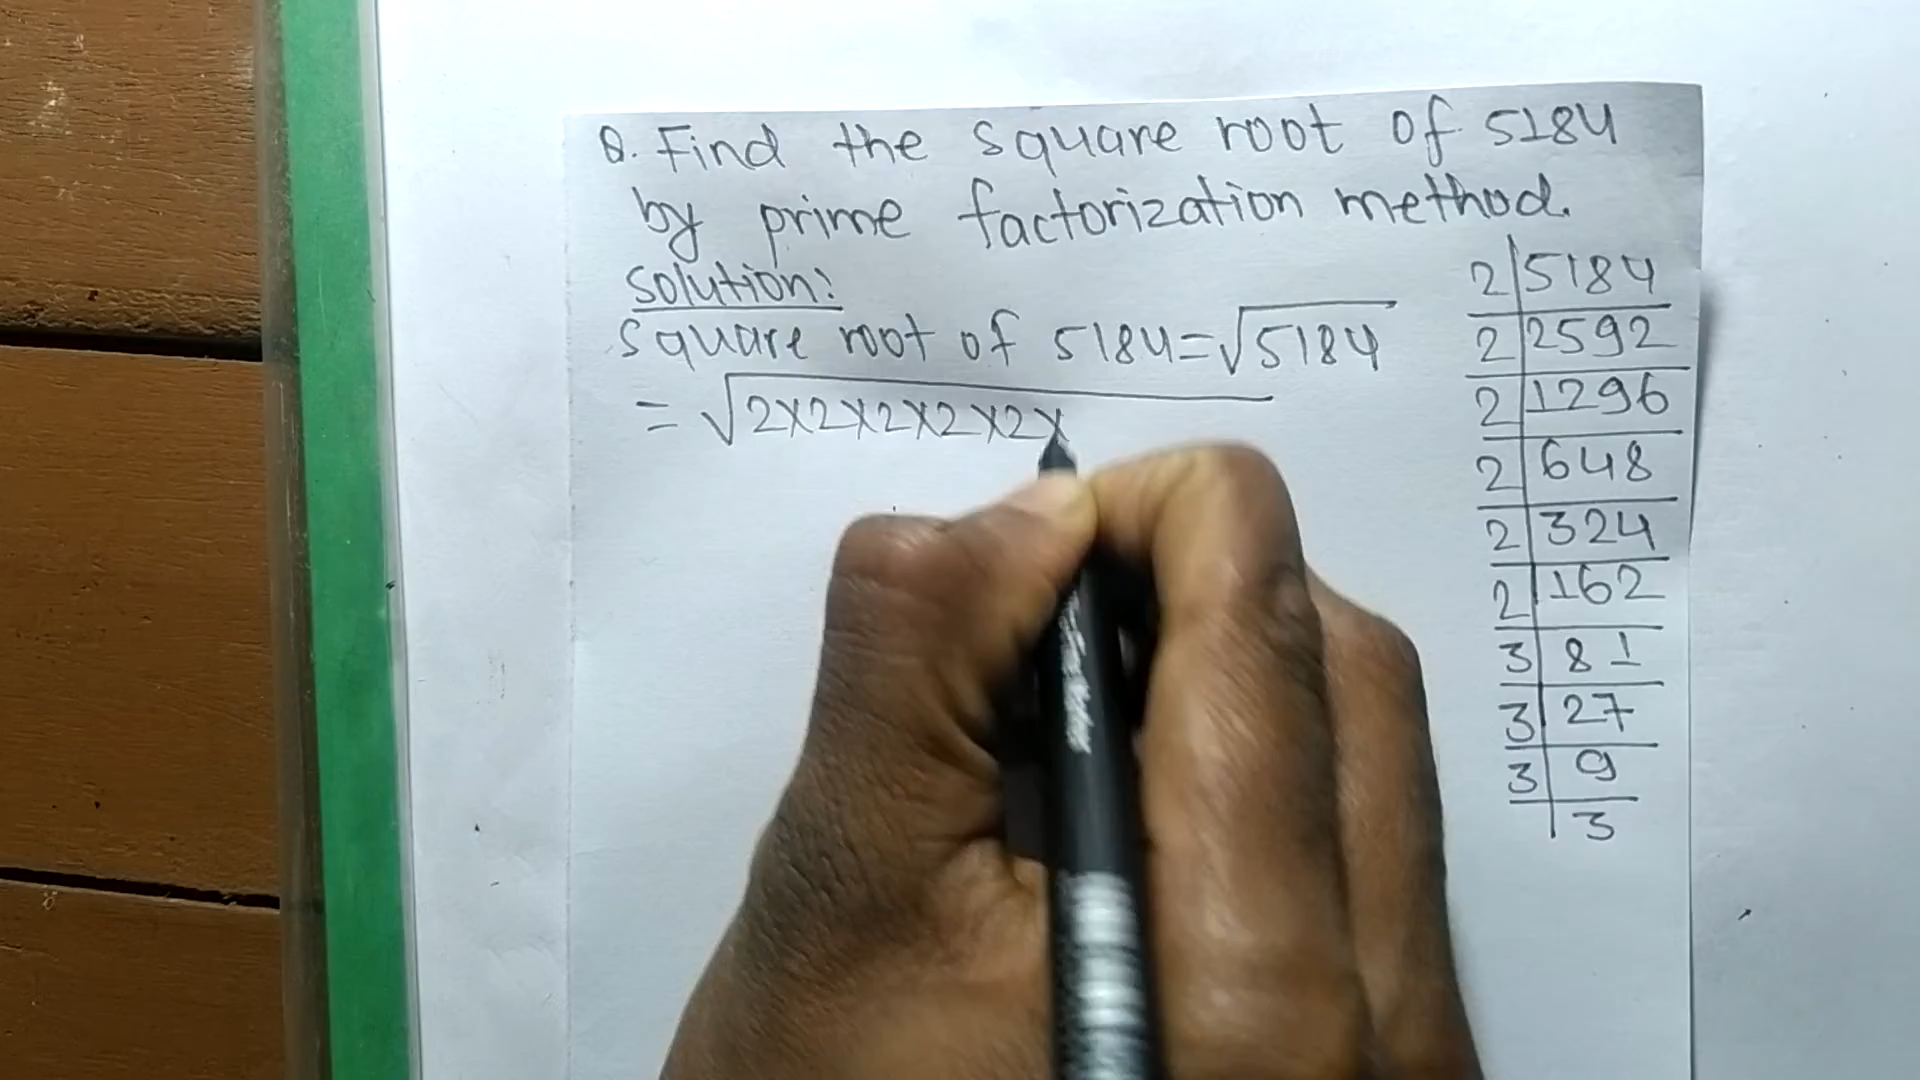 Q. Find the square root of 5184
by prime factorization method.
Solution:
square root of 5184=√5184
= √2×2×2×2×2×
2 5184
2 2592
2 1296
2 648
2 324
2 162
3 81
3 27
3 9
3